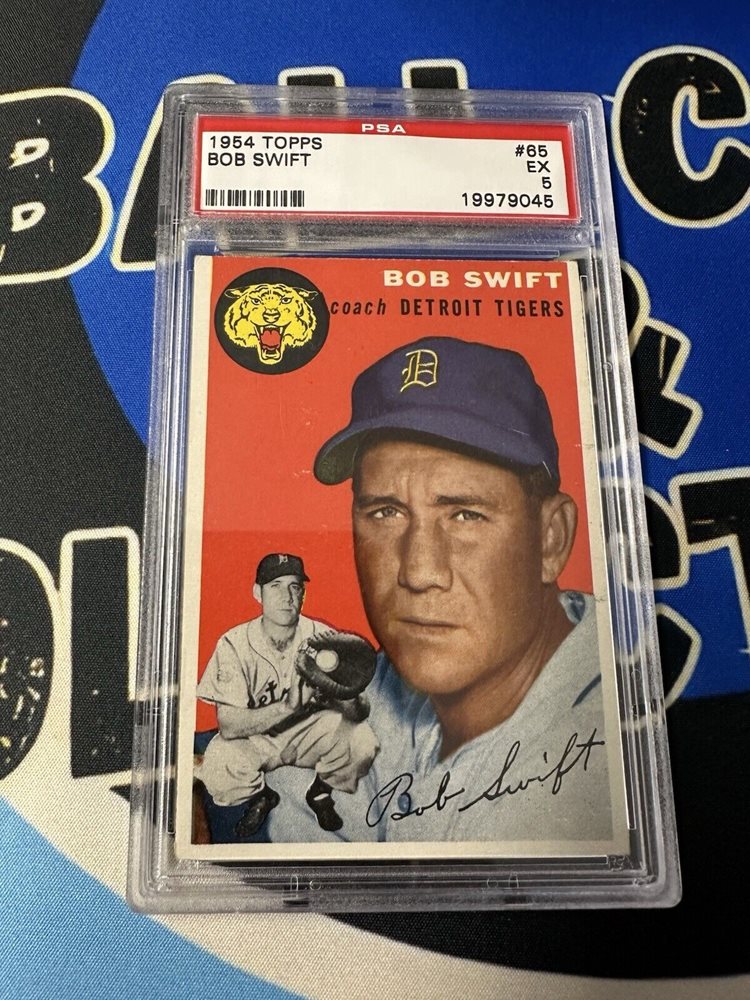 PSA
1954 TOPPS #65
BOB SWIFT EX
5
19979045
BOB SWIFT
coach DETROIT TIGERS
D
Bob Swift